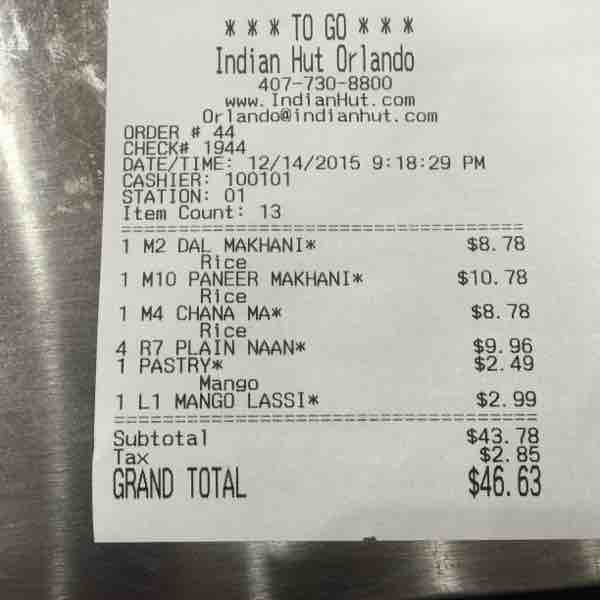 * * * TO GO * * *
Indian Hut Orlando
407-730-8800
www.IndianHut.com
Orlando@indianhut.com
ORDER # 44
CHECK# 1944
DATE/TIME: 12/14/2015 9:18:29 PM
CASHIER: 100101
STATION: 01
Item Count: 13
1 M2 DAL MAKHANI* $8.78
Rice
1 M10 PANEER MAKHANI* $10.78
Rice
1 M4 CHANA MA* $8.78
Rice
4 R7 PLAIN NAAN* $9.96
1 PASTRY* $2.49
Mango
1 L1 MANGO LASSI* $2.99
Subtotal $43.78
Tax $2.85
GRAND TOTAL $46.63